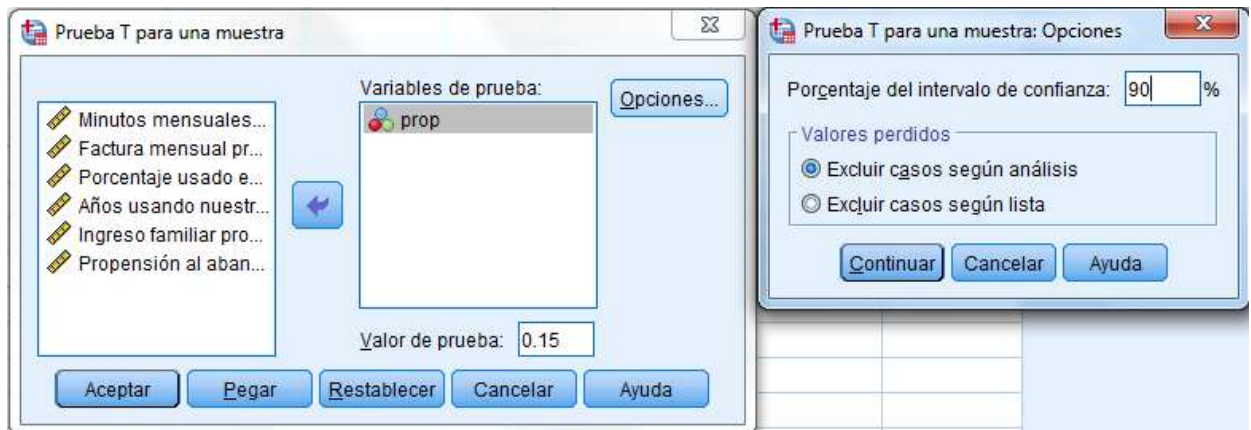 Prueba T para una muestra
Variables de prueba:
Opciones...
Minutos mensuales...
Factura mensual pr...
Porcentaje usado e...
Años usando nuestr...
Ingreso familiar pro...
Propensión al aban...
prop
Valor de prueba: 0.15
Aceptar Pegar Restablecer Cancelar Ayuda
Prueba T para una muestra: Opciones
Porcentaje del intervalo de confianza: 90 %
Valores perdidos
Excluir casos según análisis
Excluir casos según lista
Continuar Cancelar Ayuda